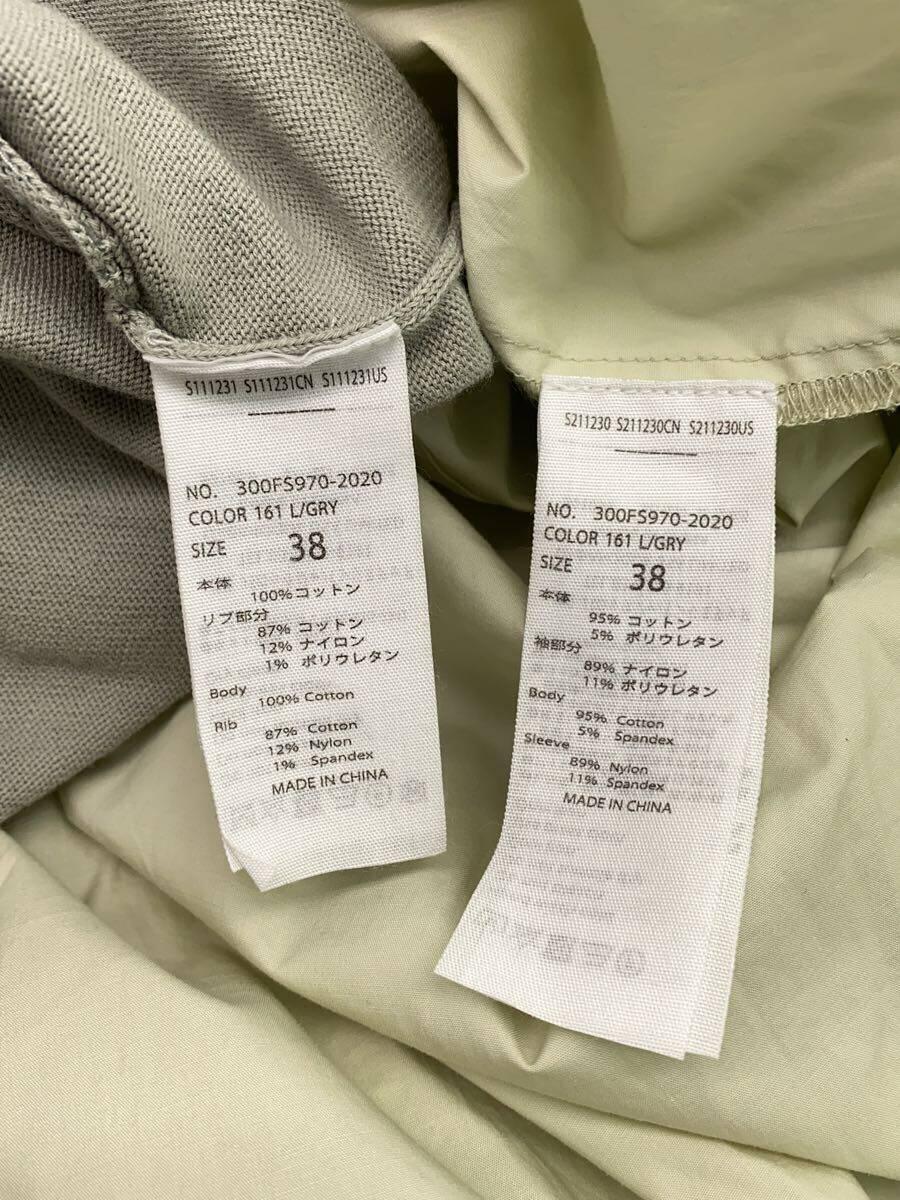 S111231 S111231CN S111231US
NO. 300FS970-2020
COLOR 161 L/GRY
SIZE 38
本体
100%コットン
リブ部分
87% コットン
12% ナイロン
1% ポリウレタン
Body
100% Cotton
Rib
87% Cotton
12% Nylon
1% Spandex
MADE IN CHINA
S211230 S211230CN S211230US
NO. 300FS970-2020
COLOR 161 L/GRY
SIZE 38
本体
95% コットン
5% ポリウレタン
袖部分
89% ナイロン
11% ポリウレタン
Body
95% Cotton
5% Spandex
Sleeve
89% Nylon
11% Spandex
MADE IN CHINA